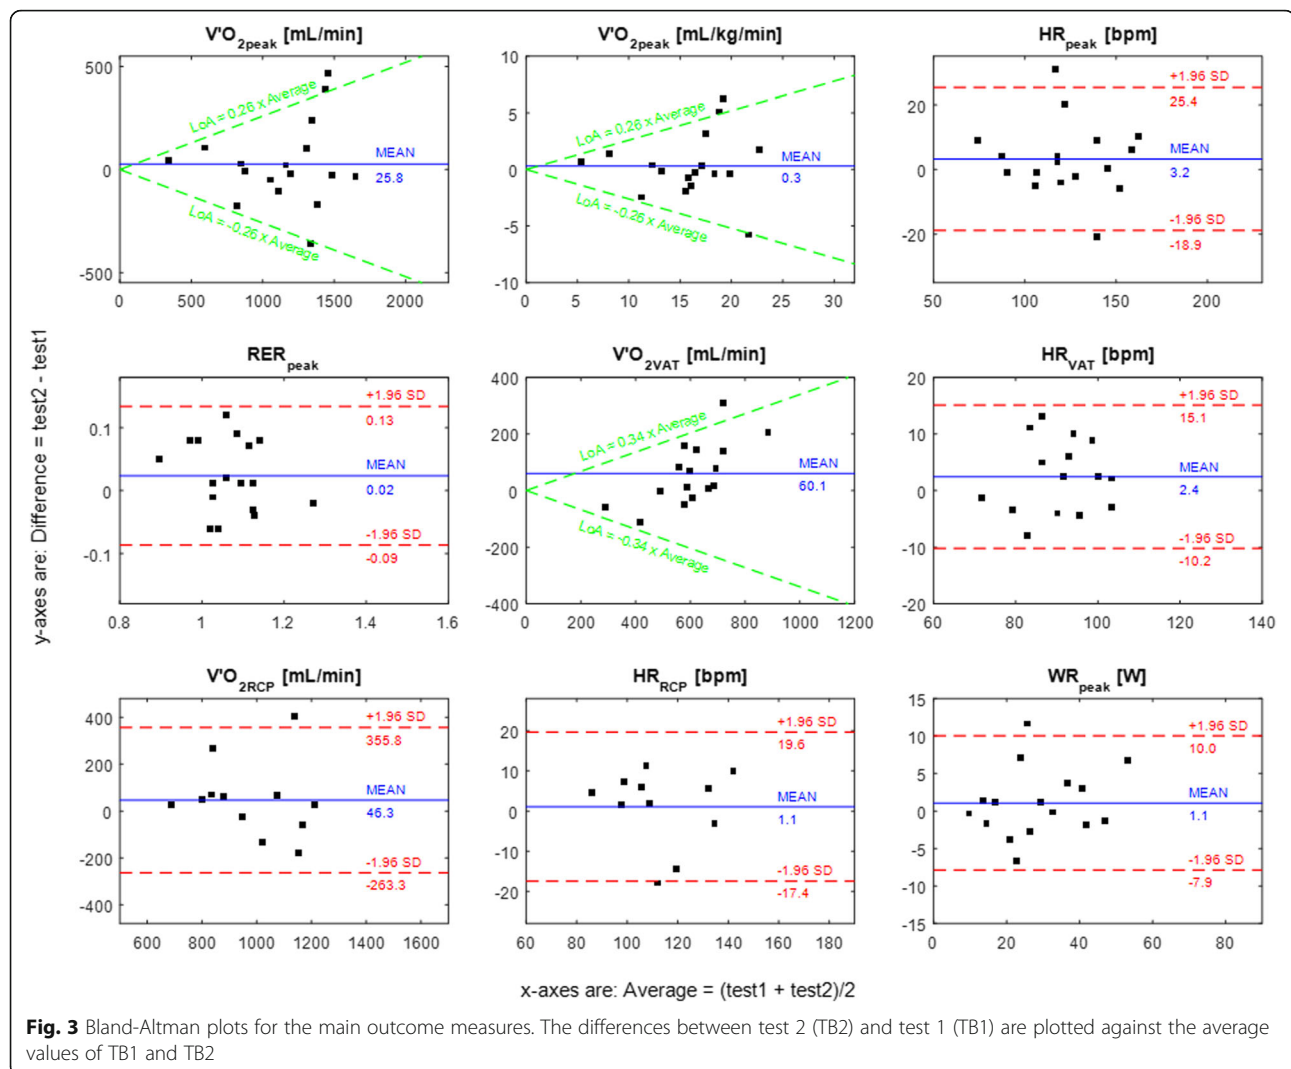 V'O2peak [mL/min]
500
0
-500
0 500 1000 1500 2000
LoA = 0.26 x Average
MEAN
25.8
LoA = -0.26 x Average
V'O2peak [mL/kg/min]
10
5
0
-5
-10
0 10 20 30
LoA = 0.26 x Average
MEAN
0.3
LoA = -0.26 x Average
HRpeak [bpm]
20
0
-20
50 100 150 200
+1.96 SD
25.4
MEAN
3.2
-1.96 SD
-18.9
y-axes are: Difference = test2 - test1
RERpeak
0.1
0
-0.1
0.8 1 1.2 1.4 1.6
+1.96 SD
0.13
MEAN
0.02
-1.96 SD
-0.09
V'O2VAT [mL/min]
400
200
0
-200
-400
0 200 400 600 800 1000 1200
LoA = 0.34 x Average
MEAN
60.1
LoA = -0.34 x Average
HRVAT [bpm]
20
10
0
-10
-20
60 80 100 120 140
+1.96 SD
15.1
MEAN
2.4
-1.96 SD
-10.2
V'O2RCP [mL/min]
400
200
0
-200
-400
600 800 1000 1200 1400 1600
+1.96 SD
355.8
MEAN
46.3
-1.96 SD
-263.3
HRRCP [bpm]
20
10
0
-10
-20
60 80 100 120 140 160 180
+1.96 SD
19.6
MEAN
1.1
-1.96 SD
-17.4
WRpeak [W]
15
10
5
0
-5
-10
-15
0 20 40 60 80
+1.96 SD
10.0
MEAN
1.1
-1.96 SD
-7.9
x-axes are: Average = (test1 + test2)/2
Fig. 3 Bland-Altman plots for the main outcome measures. The differences between test 2 (TB2) and test 1 (TB1) are plotted against the average
values of TB1 and TB2